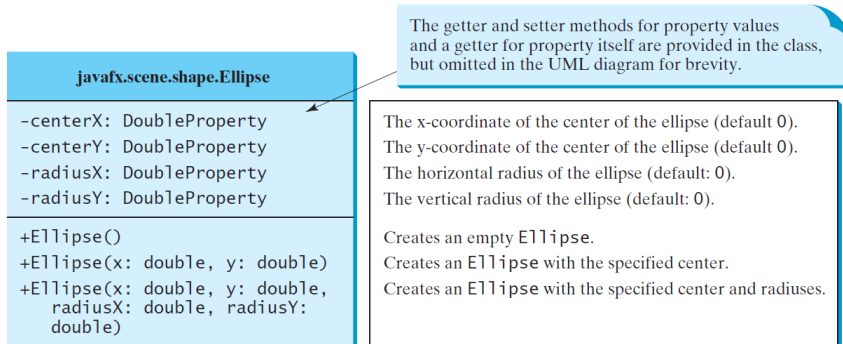 The getter and setter methods for property values
and a getter for property itself are provided in the class,
but omitted in the UML diagram for brevity.
javafx.scene.shape.Ellipse
-centerX: DoubleProperty
-centerY: DoubleProperty
-radiusX: DoubleProperty
-radiusY: DoubleProperty
The x-coordinate of the center of the ellipse (default 0).
The y-coordinate of the center of the ellipse (default 0).
The horizontal radius of the ellipse (default: 0).
The vertical radius of the ellipse (default: 0).
+Ellipse()
+Ellipse(x: double, y: double)
+Ellipse(x: double, y: double,
radiusX: double, radiusY:
double)
Creates an empty Ellipse.
Creates an Ellipse with the specified center.
Creates an Ellipse with the specified center and radiuses.